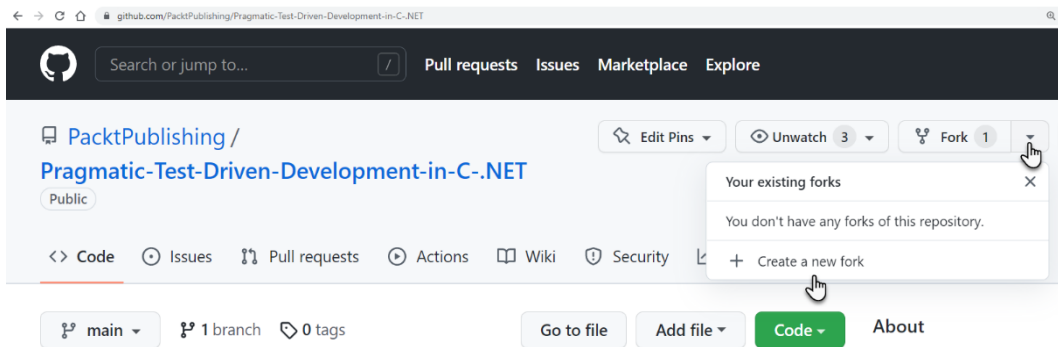 github.com/PacktPublishing/Pragmatic-Test-Driven-Development-in-C-.NET
Search or jump to... / Pull requests Issues Marketplace Explore
PacktPublishing / Edit Pins Unwatch 3 Fork 1
Pragmatic-Test-Driven-Development-in-C-.NET
Public
Your existing forks
You don't have any forks of this repository.
Create a new fork
Code Issues Pull requests Actions Wiki Security
main 1 branch 0 tags Go to file Add file Code About